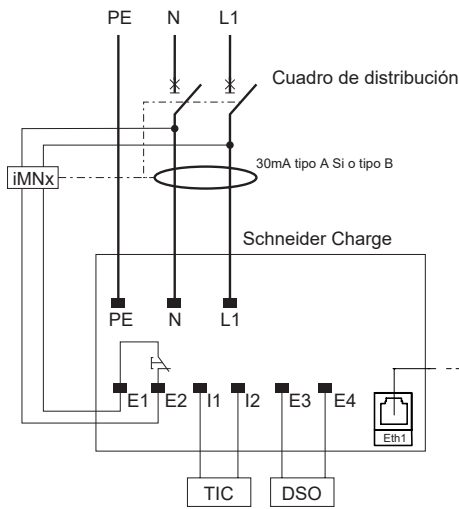 PE N L1
Cuadro de distribución
30mA tipo A Si o tipo B
iMNx
Schneider Charge
PE N L1
E1 E2 I1 I2 E3 E4
Eth1
TIC DSO